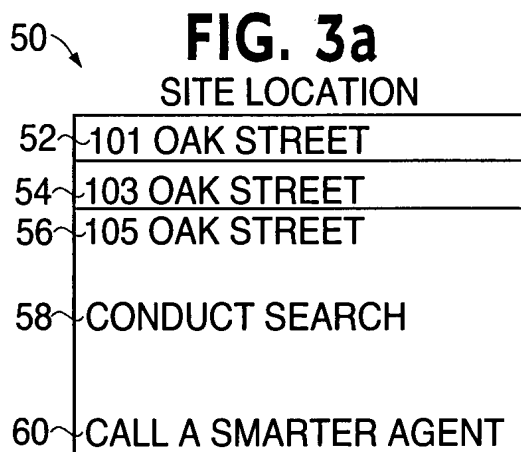 50 FIG. 3a
SITE LOCATION
52 101 OAK STREET
54 103 OAK STREET
56 105 OAK STREET
58 CONDUCT SEARCH
60 CALL A SMARTER AGENT